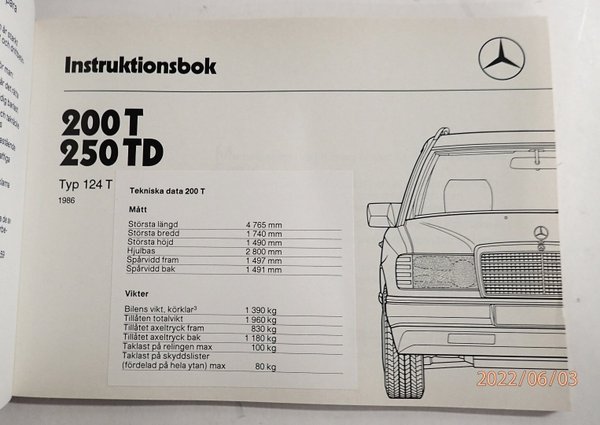 para
Instruktionsbok
200 T
250 TD
Typ 124 T
1986
Tekniska data 200 T
Mått
Största längd 4 765 mm
Största bredd 1 740 mm
Största höjd 1 490 mm
Hjulbas 2 800 mm
Spårvidd fram 1 497 mm
Spårvidd bak 1 491 mm
Vikter
Bilens vikt, körklar³ 1 390 kg
Tillåten totalvikt 1 960 kg
Tillåtet axeltryck fram 830 kg
Tillåtet axeltryck bak 1 180 kg
Taklast på relingen max 100 kg
Taklast på skyddslister
(fördelad på hela ytan) max 80 kg
2022/06/03